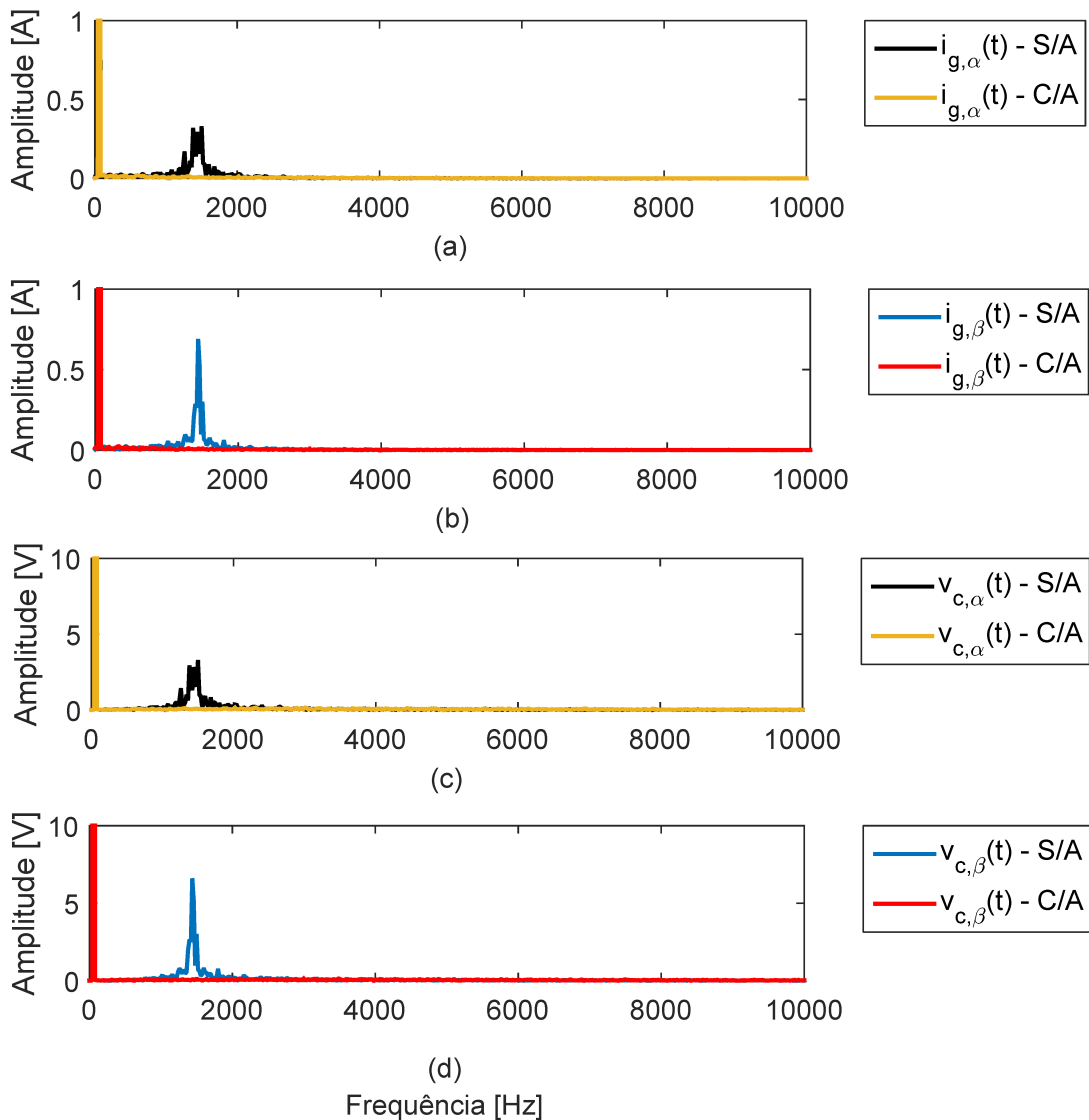 Amplitude [A]
1
0.5
0
0 2000 4000 6000 8000 10000
(a)
i_{g,α}(t) - S/A
i_{g,α}(t) - C/A
Amplitude [A]
1
0.5
0
0 2000 4000 6000 8000 10000
(b)
i_{g,β}(t) - S/A
i_{g,β}(t) - C/A
Amplitude [V]
10
5
0
0 2000 4000 6000 8000 10000
(c)
v_{c,α}(t) - S/A
v_{c,α}(t) - C/A
Amplitude [V]
10
5
0
0 2000 4000 6000 8000 10000
(d)
v_{c,β}(t) - S/A
v_{c,β}(t) - C/A
Frequência [Hz]